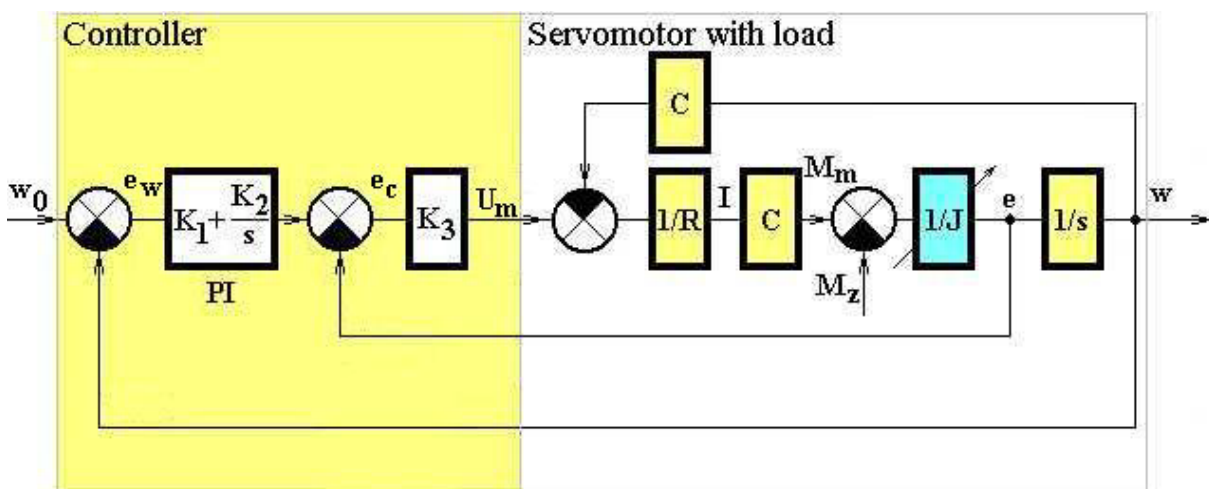 Controller
Servomotor with load
C
w0
ew
K1+ K2/s
PI
ec
K3
Um
1/R
I
C
Mm
Mz
1/J
e
1/s
w